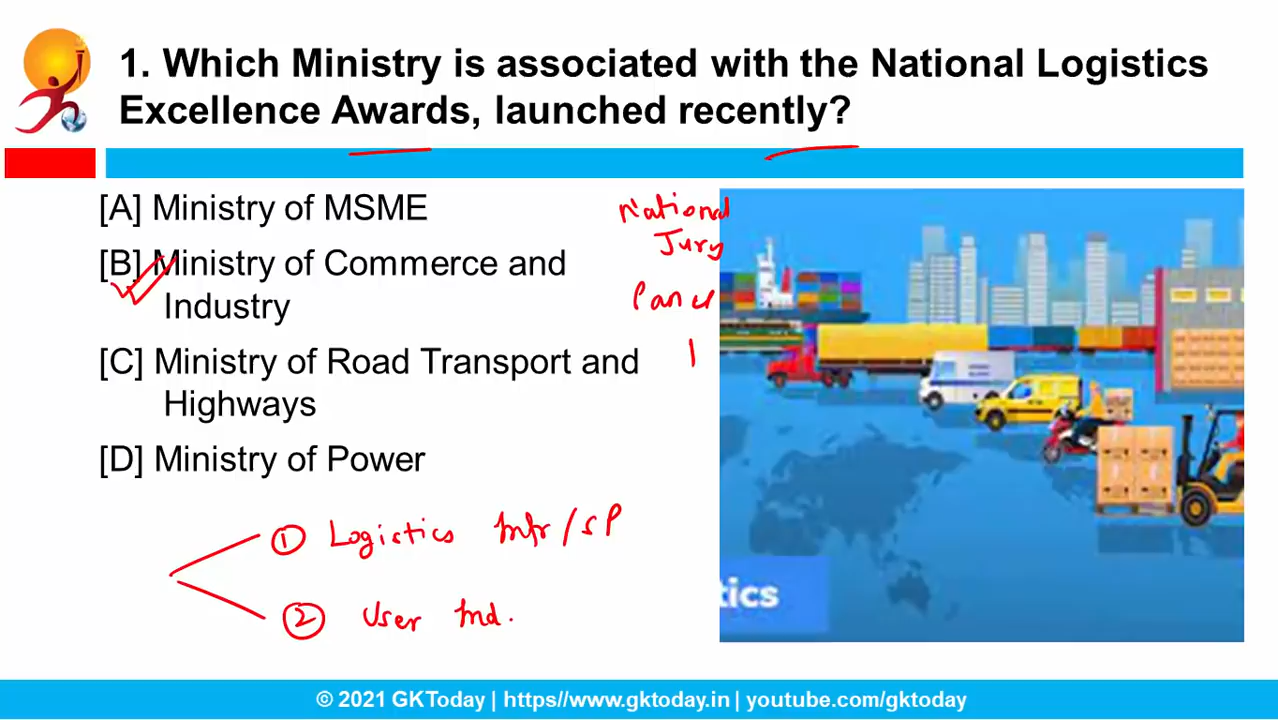 1. Which Ministry is associated with the National Logistics
Excellence Awards, launched recently?
[A] Ministry of MSME
[B] Ministry of Commerce and
Industry
[C] Ministry of Road Transport and
Highways
[D] Ministry of Power
National
Jury
Panel
1
① Logistics Infr/SP
② User Ind.
tics
© 2021 GKToday | https//www.gktoday.in | youtube.com/gktoday